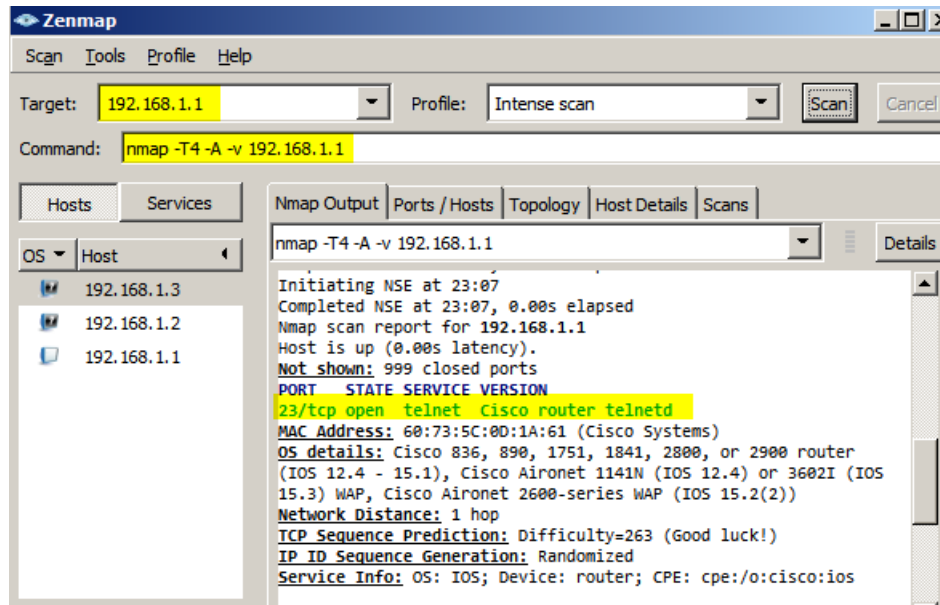 Zenmap
Scan Tools Profile Help
Target: 192.168.1.1 Profile: Intense scan Scan Cancel
Command: nmap -T4 -A -v 192.168.1.1
Hosts Services Nmap Output Ports / Hosts Topology Host Details Scans
nmap -T4 -A -v 192.168.1.1 Details
OS Host
192.168.1.3
192.168.1.2
192.168.1.1
Initiating NSE at 23:07
Completed NSE at 23:07, 0.00s elapsed
Nmap scan report for 192.168.1.1
Host is up (0.00s latency).
Not shown: 999 closed ports
PORT STATE SERVICE VERSION
23/tcp open telnet Cisco router telnetd
MAC Address: 60:73:5C:0D:1A:61 (Cisco Systems)
OS details: Cisco 836, 890, 1751, 1841, 2800, or 2900 router
(IOS 12.4 - 15.1), Cisco Aironet 1141N (IOS 12.4) or 3602I (IOS
15.3) WAP, Cisco Aironet 2600-series WAP (IOS 15.2(2))
Network Distance: 1 hop
TCP Sequence Prediction: Difficulty=263 (Good luck!)
IP ID Sequence Generation: Randomized
Service Info: OS: IOS; Device: router; CPE: cpe:/o:cisco:ios